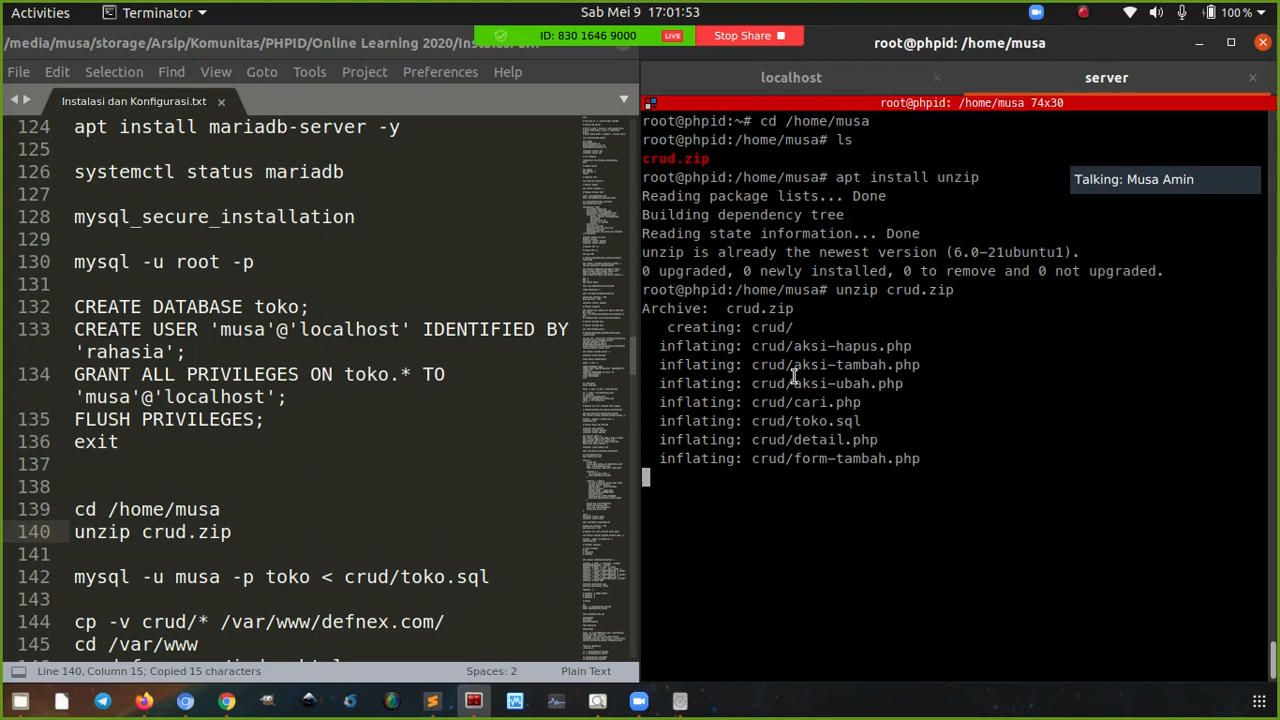 Activities
Terminator
Sab Mei 9 17:01:53
100 %
ID: 830 1646 9000
LIVE
Stop Share
/media/musa/storage/Arsip/Komunitas/PHPID/Online Learning 2020/
root@phpid: /home/musa
File Edit Selection Find View Goto Tools Project Preferences Help
Instalasi dan Konfigurasi.txt
124 apt install mariadb-server -y
125
126 systemctl status mariadb
127
128 mysql_secure_installation
129
130 mysql -u root -p
131
132 CREATE DATABASE toko;
133 CREATE USER 'musa'@'localhost' IDENTIFIED BY
'rahasia';
134 GRANT ALL PRIVILEGES ON toko.* TO
'musa'@'localhost';
135 FLUSH PRIVILEGES;
136 exit
137
138
139 cd /home/musa
140 unzip crud.zip
141
142 mysql -u musa -p toko < crud/toko.sql
143
144 cp -v crud/* /var/www/defnex.com/
145 cd /var/www
Line 140, Column 15; Copied 15 characters
Spaces: 2
Plain Text
localhost
server
root@phpid: /home/musa 74x30
root@phpid:~# cd /home/musa
root@phpid:/home/musa# ls
crud.zip
root@phpid:/home/musa# apt install unzip
Reading package lists... Done
Building dependency tree
Reading state information... Done
unzip is already the newest version (6.0-21ubuntu1).
0 upgraded, 0 newly installed, 0 to remove and 0 not upgraded.
root@phpid:/home/musa# unzip crud.zip
Archive:  crud.zip
creating: crud/
inflating: crud/aksi-hapus.php
inflating: crud/aksi-tambah.php
inflating: crud/aksi-ubah.php
inflating: crud/cari.php
inflating: crud/toko.sql
inflating: crud/detail.php
inflating: crud/form-tambah.php
Talking: Musa Amin